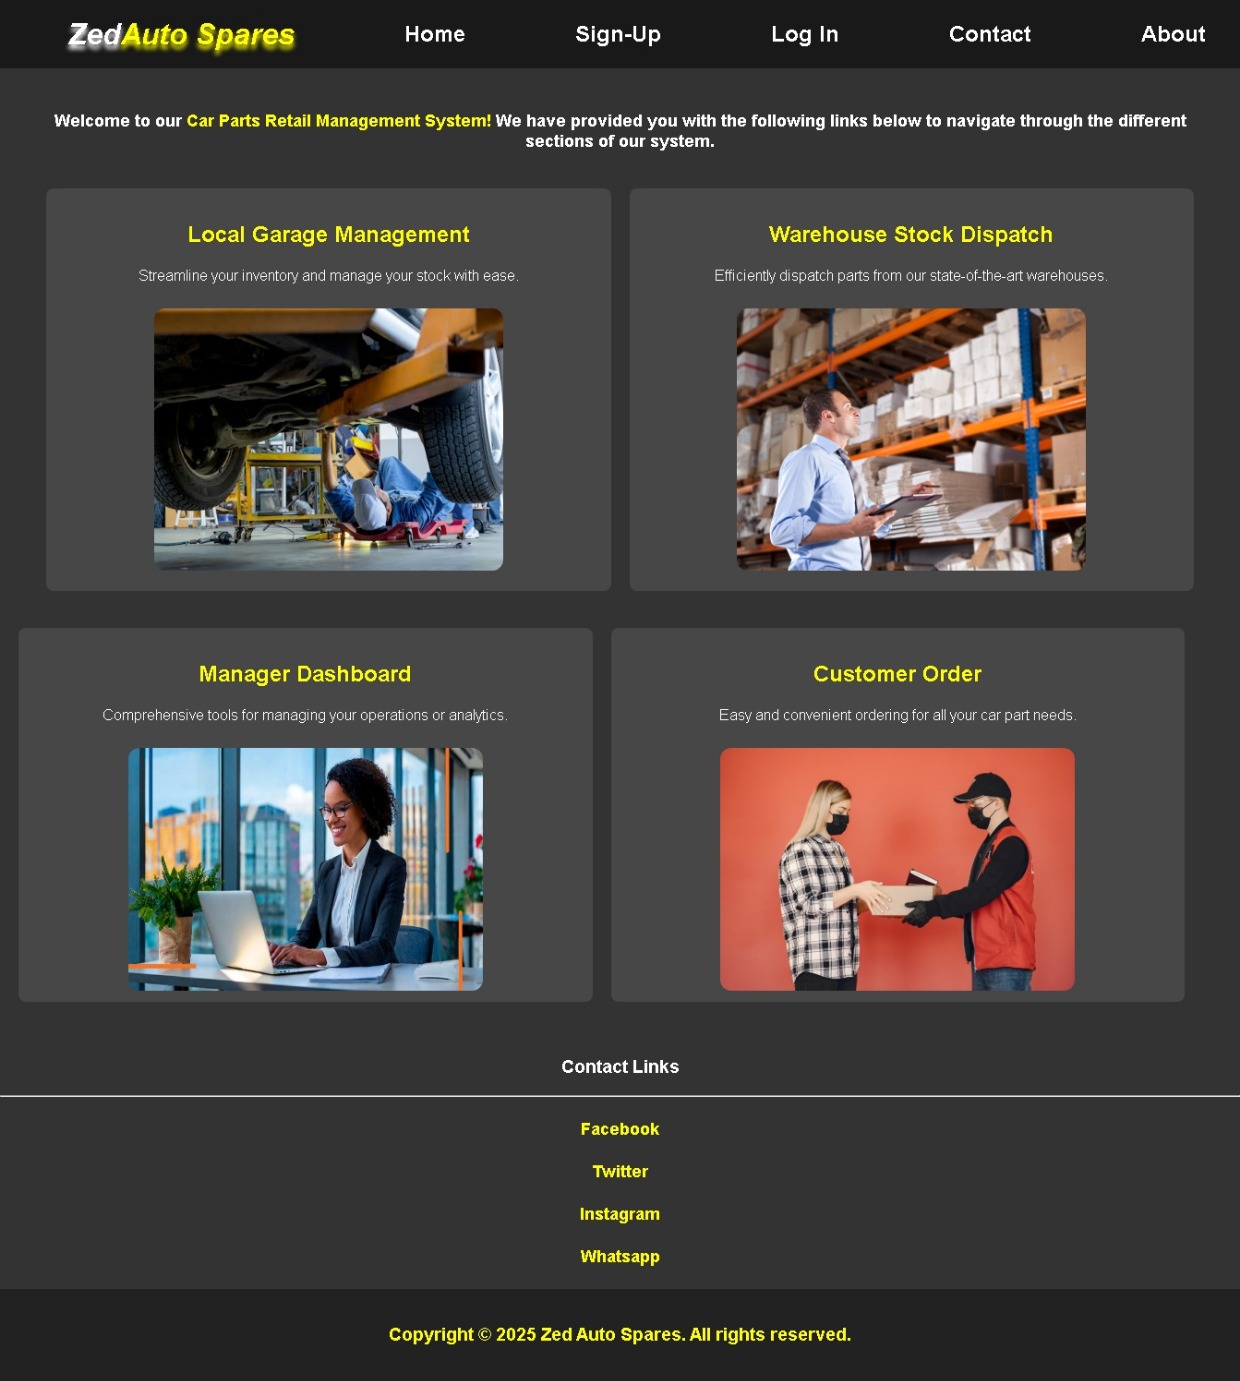 ZedAuto Spares
Home
Sign-Up
Log In
Contact
About
Welcome to our Car Parts Retail Management System! We have provided you with the following links below to navigate through the different
sections of our system.
Local Garage Management
Streamline your inventory and manage your stock with ease.
Warehouse Stock Dispatch
Efficiently dispatch parts from our state-of-the-art warehouses.
Manager Dashboard
Comprehensive tools for managing your operations or analytics.
Customer Order
Easy and convenient ordering for all your car part needs.
Contact Links
Facebook
Twitter
Instagram
Whatsapp
Copyright © 2025 Zed Auto Spares. All rights reserved.